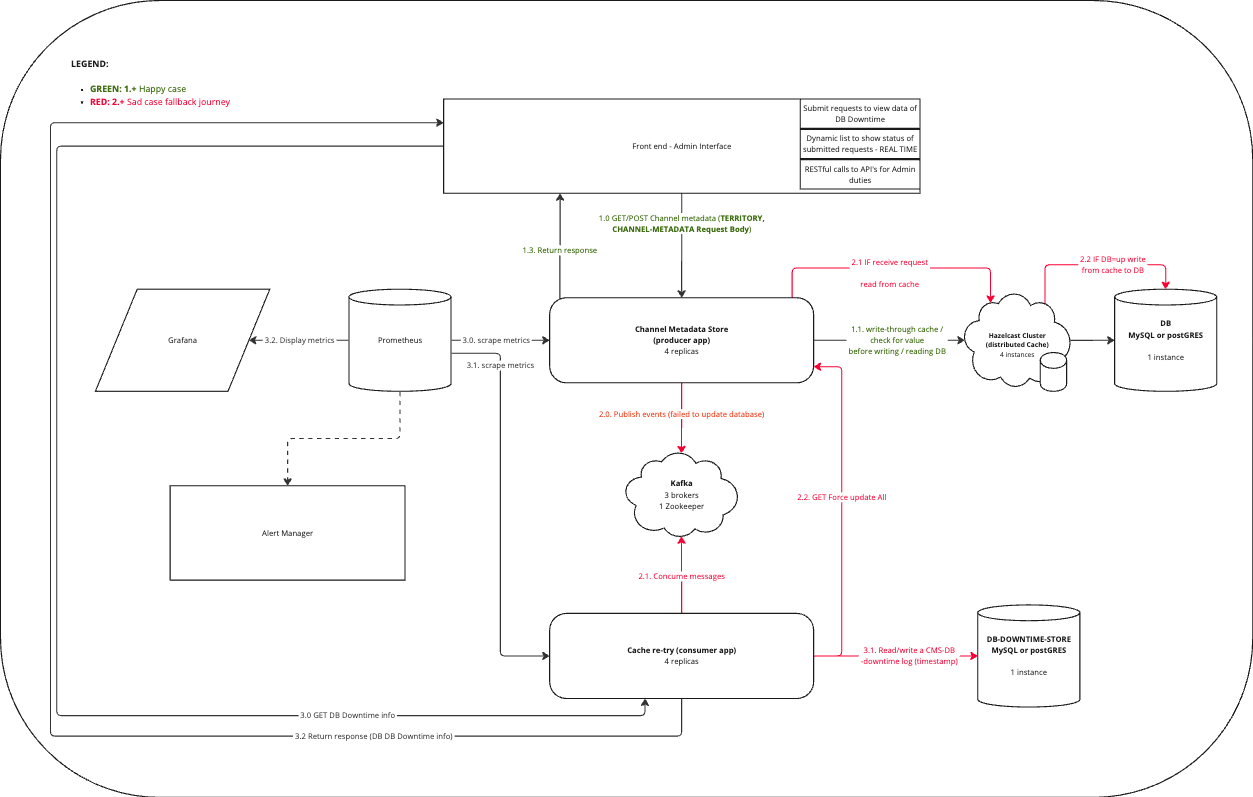 LEGEND:
• GREEN: 1.+ Happy case
• RED: 2.+ Sad case fallback journey
Front end - Admin Interface
Submit requests to view data of
DB Downtime
Dynamic list to show status of
submitted requests - REAL TIME
RESTful calls to API's for Admin
duties
1.0 GET/POST Channel metadata (TERRITORY,
CHANNEL-METADATA Request Body)
1.3. Return response
2.1 IF receive request
read from cache
2.2 IF DB=up write
from cache to DB
Grafana
3.2. Display metrics
Prometheus
3.0. scrape metrics
3.1. scrape metrics
Channel Metadata Store
(producer app)
4 replicas
1.1. write-through cache /
check for value
before writing / reading DB
Hazelcast Cluster
(distributed Cache)
4 instances
DB
MySQL or postGRES
1 instance
2.0. Publish events (failed to update database)
Kafka
3 brokers
1 Zookeeper
2.2. GET Force update All
Alert Manager
2.1. Concume messages
Cache re-try (consumer app)
4 replicas
3.1. Read/write a CMS-DB
-downtime log (timestamp)
DB-DOWNTIME-STORE
MySQL or postGRES
1 instance
3.0 GET DB Downtime info
3.2 Return response (DB DB Downtime info)